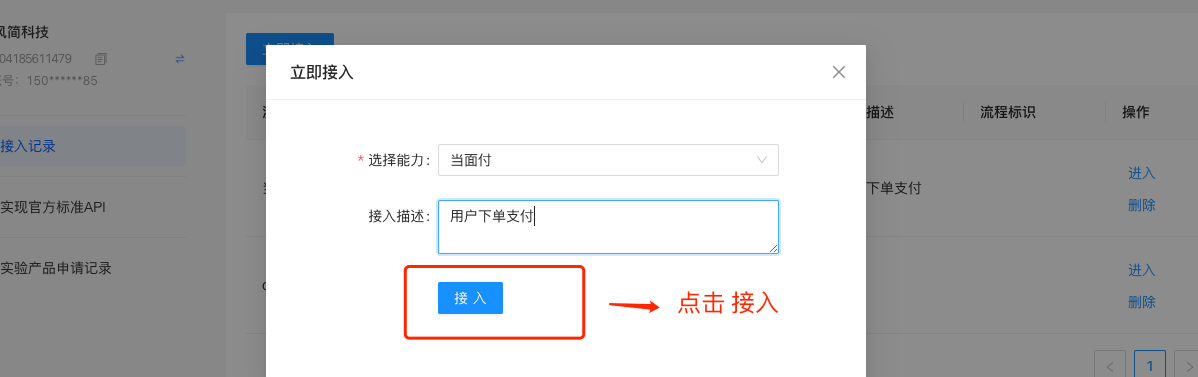 风简科技
04185611479
账号：150******85
接入记录
实现官方标准API
实验产品申请记录
立即接入
描述
流程标识
操作
* 选择能力：
当面付
接入描述：
用户下单支付
接 入
点击 接入
下单支付
进入
删除
进入
删除
1